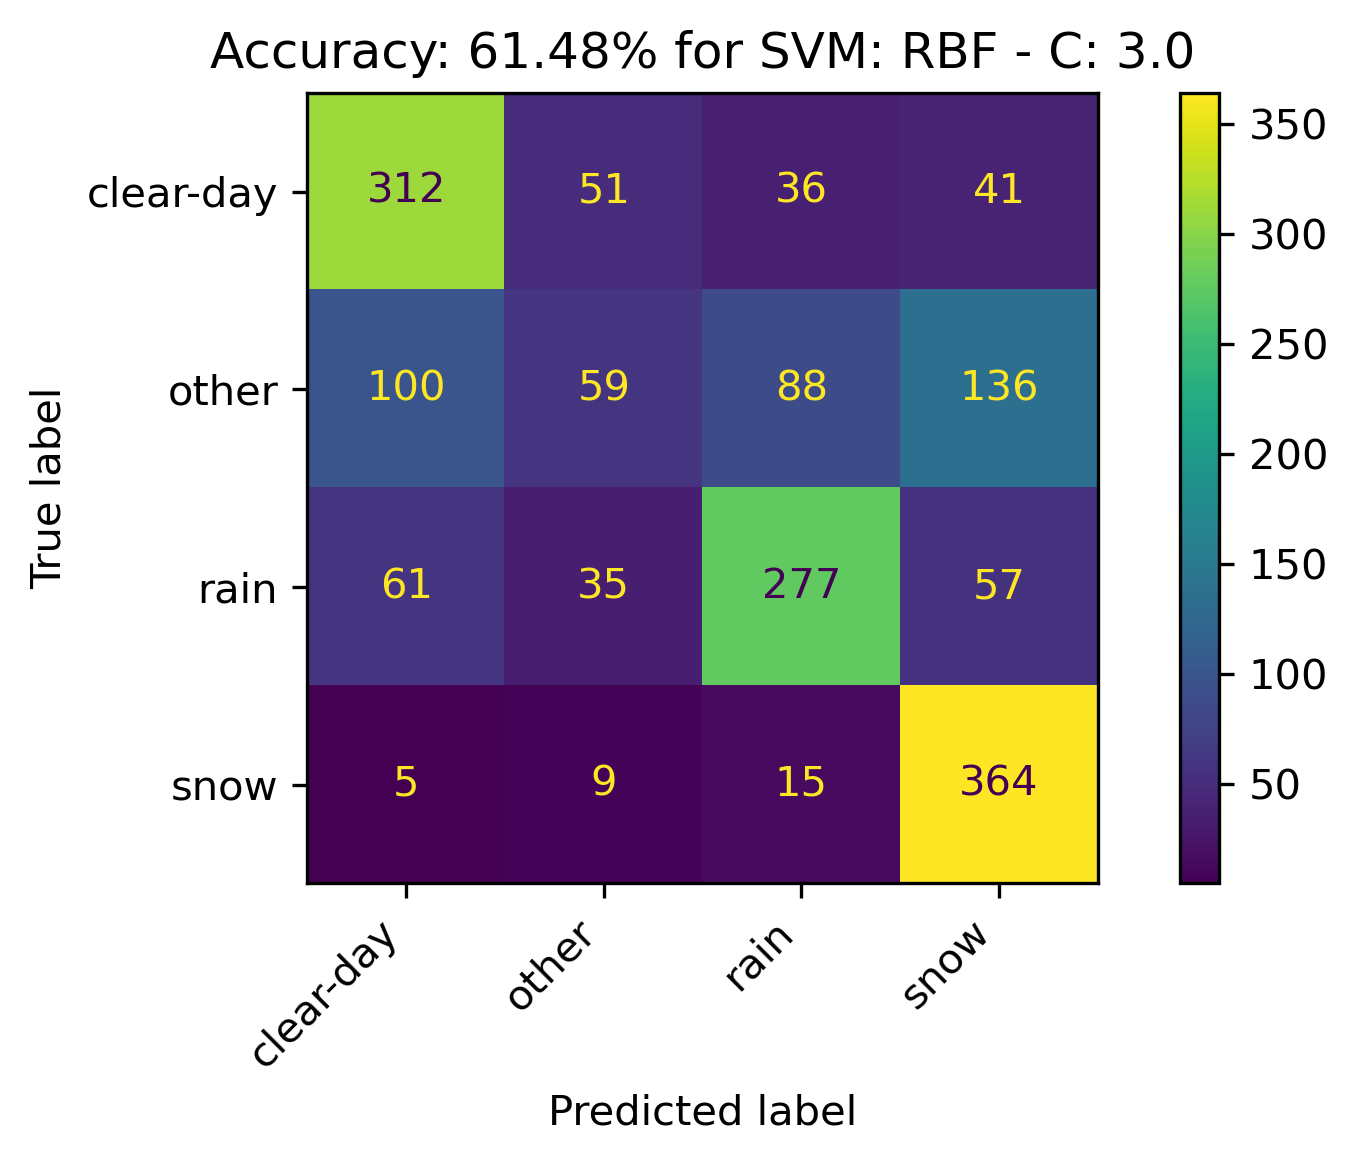 Accuracy: 61.48% for SVM: RBF - C: 3.0
clear-day 312 51 36 41
other 100 59 88 136
rain 61 35 277 57
snow 5 9 15 364
True label
clear-day other rain snow
Predicted label
350
300
250
200
150
100
50